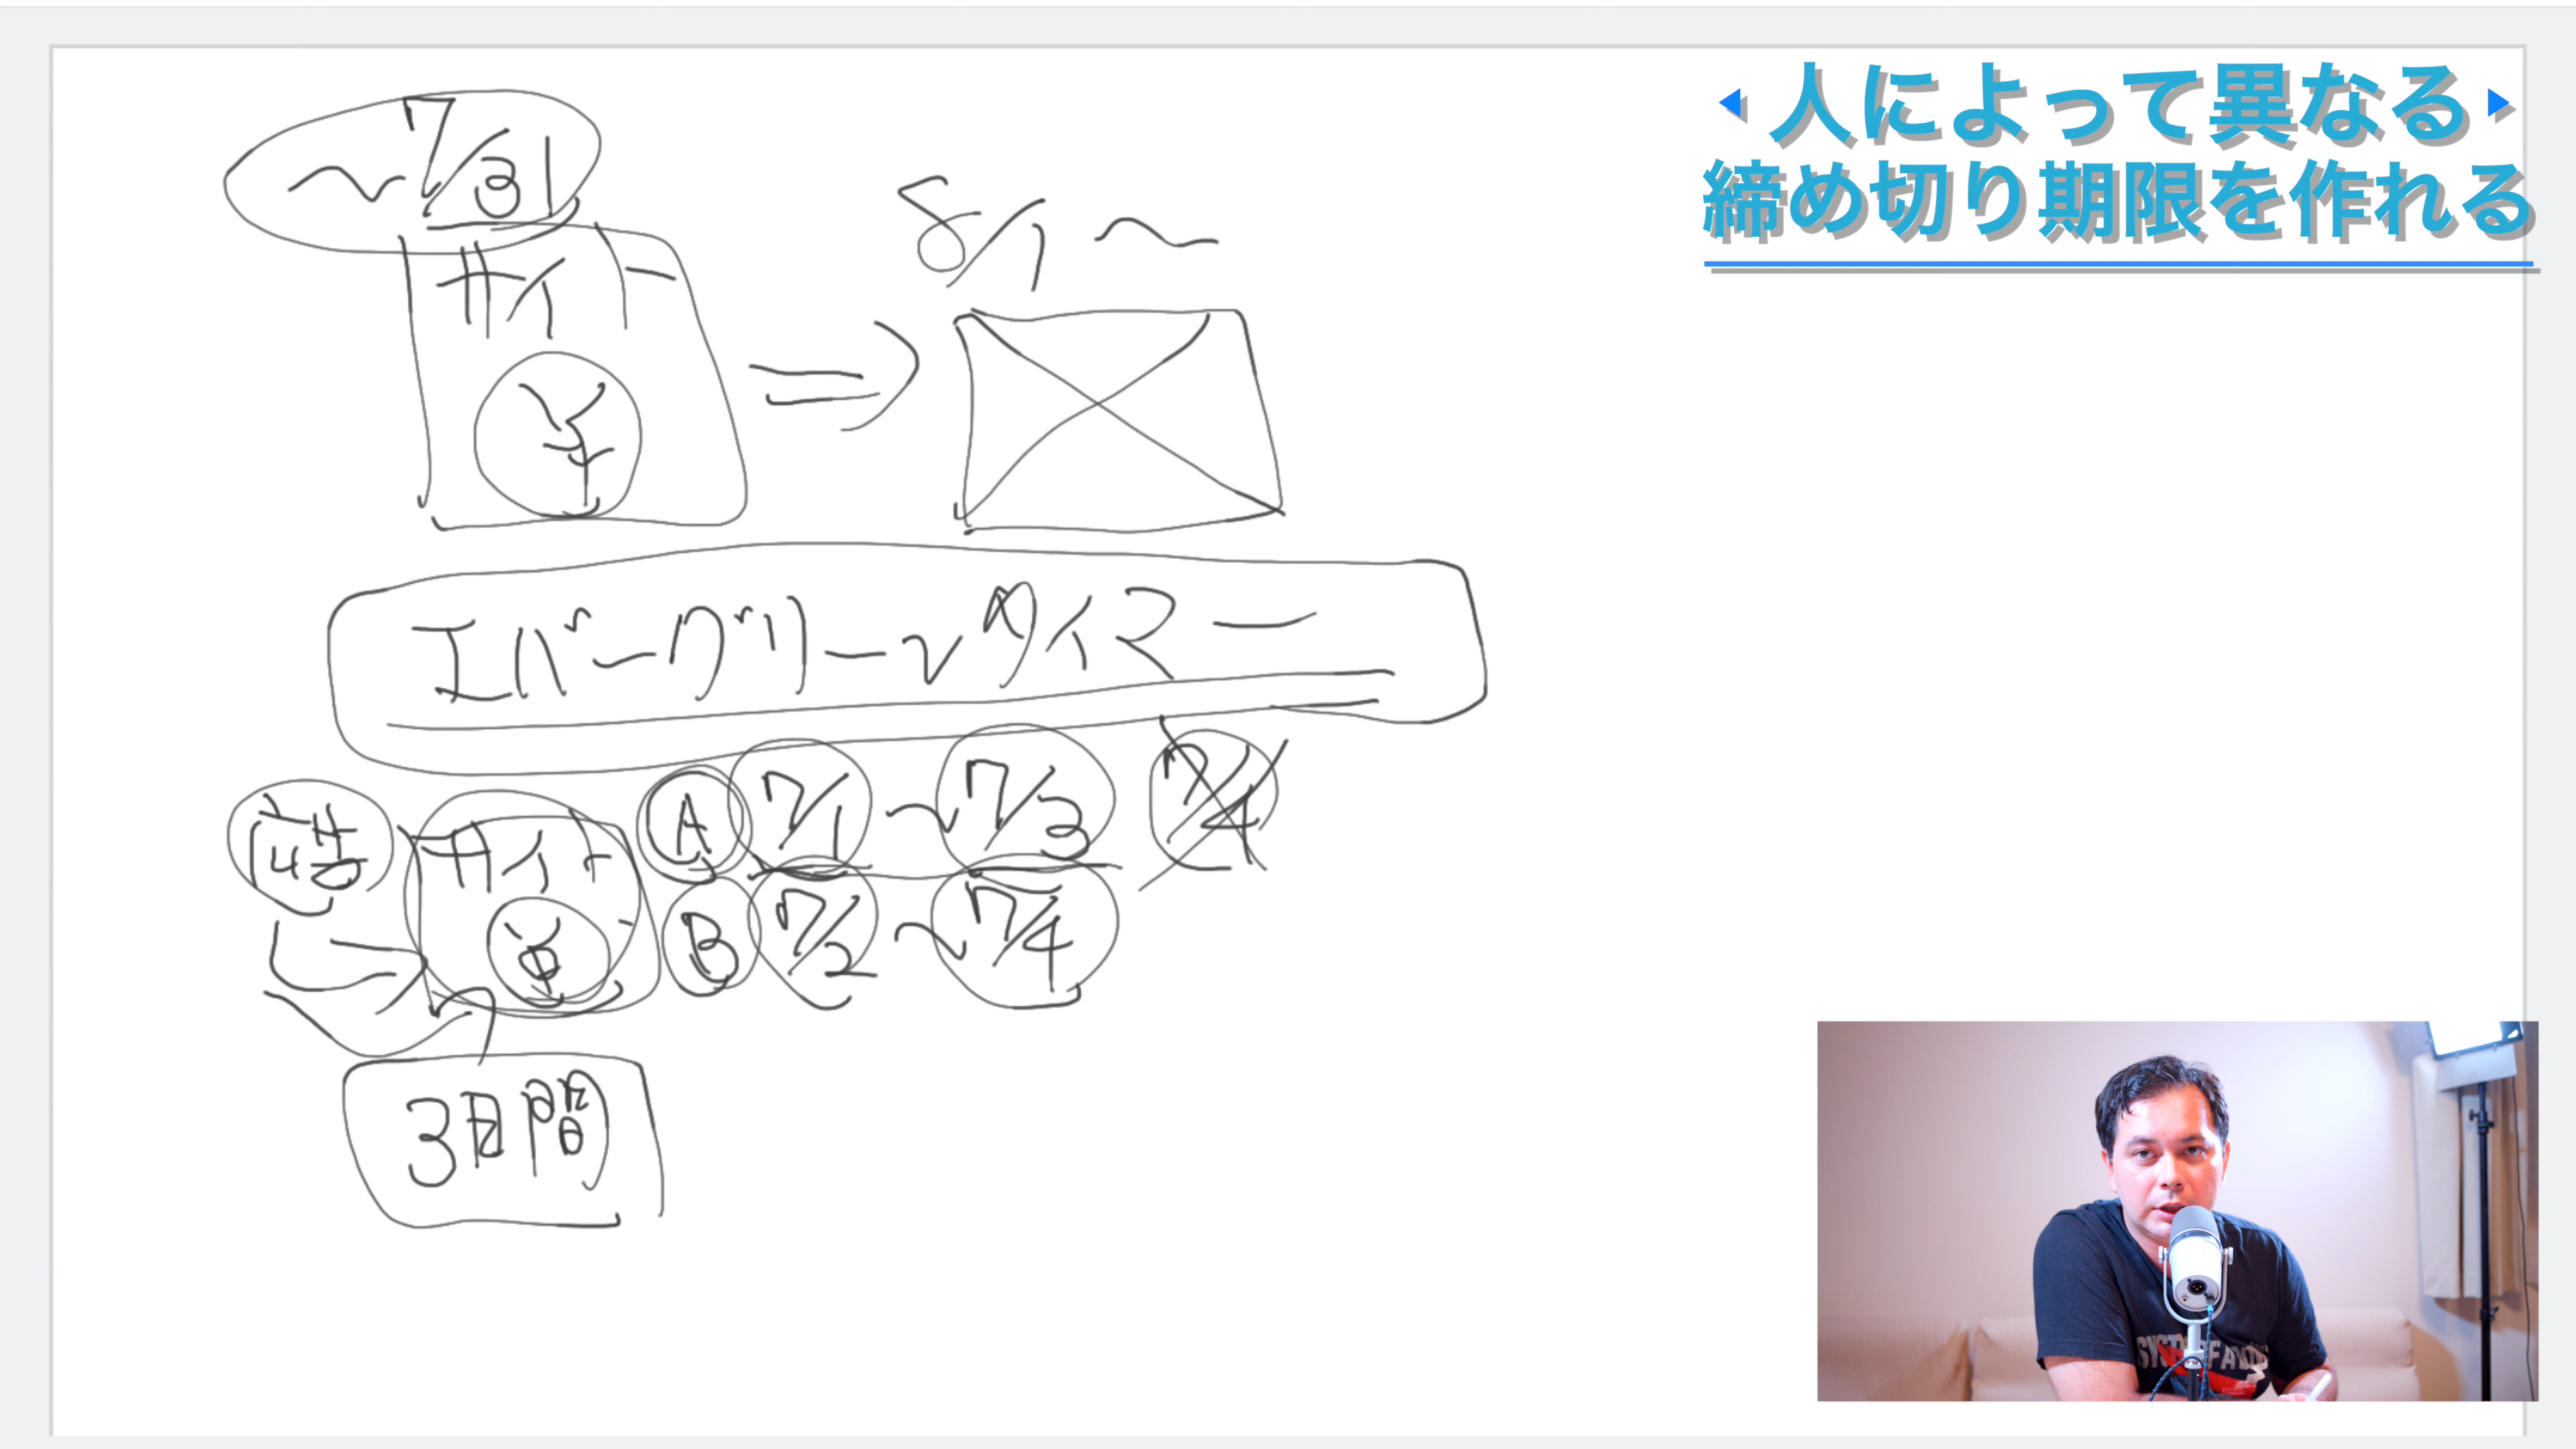 人によって異なる
締め切り期限を作れる
~7/31
サイト
¥
8/1~
エバーグリーンタイマー
サイト
¥
A 7/1~7/3 7/4
B 7/2~7/4
3日間